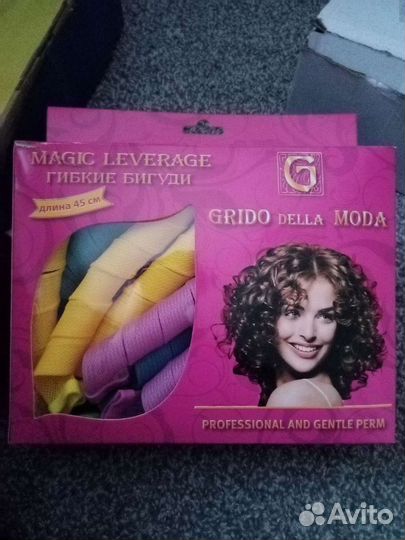 MAGIC LEVERAGE
ГИБКИЕ БИГУДИ
длина 45 см
G
GRIDO DELLA MODA
PROFESSIONAL AND GENTLE PERM
Avito